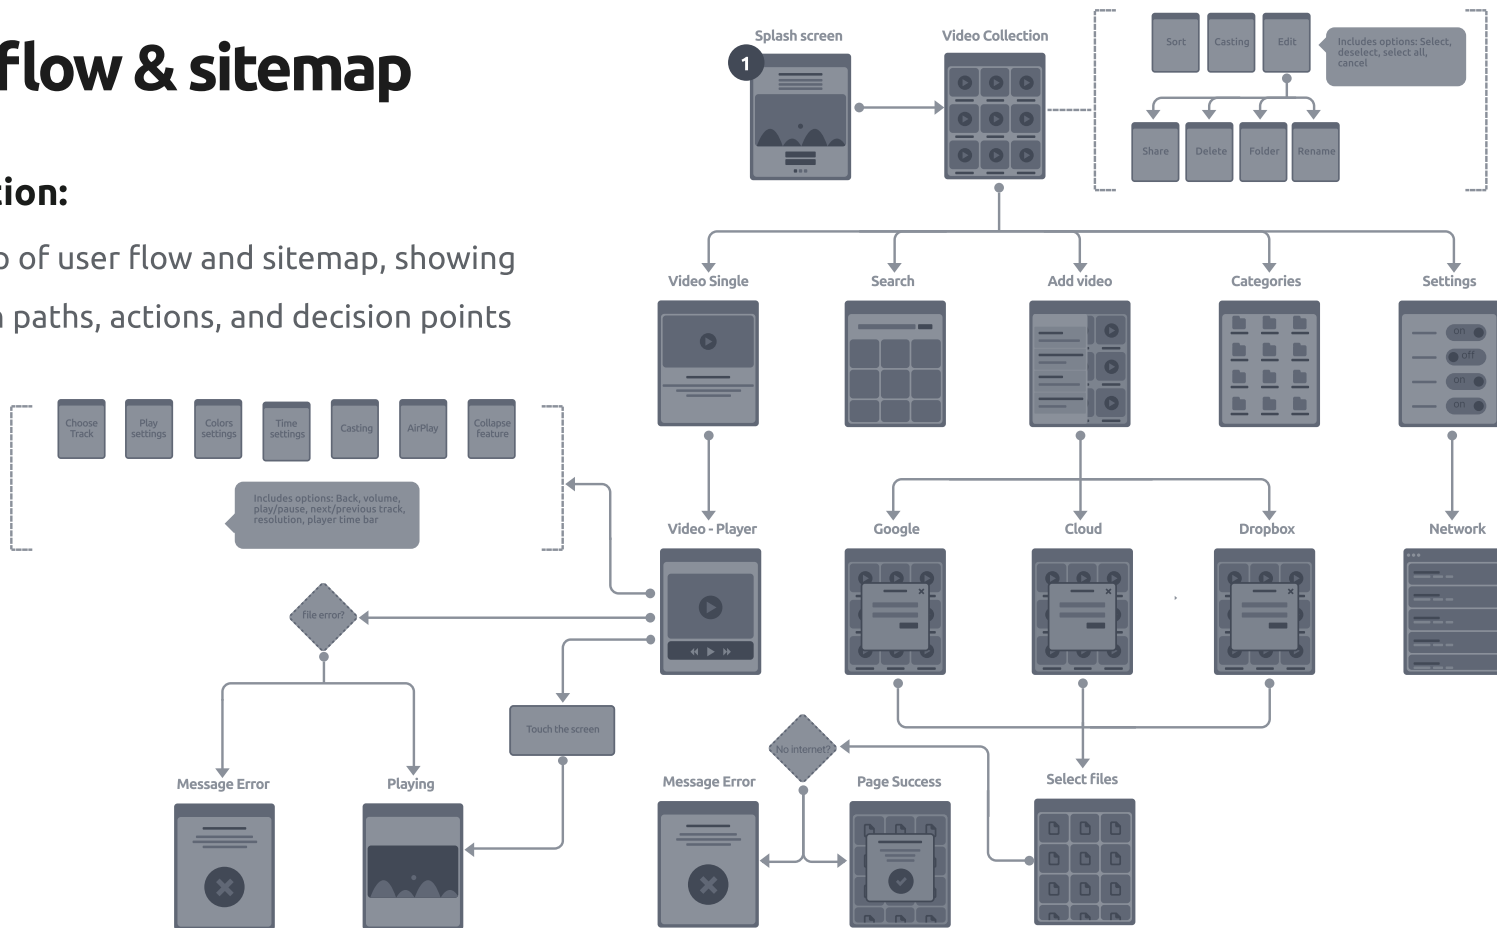 flow & sitemap
tion:
p of user flow and sitemap, showing
n paths, actions, and decision points
Splash screen
1
Video Collection
Sort
Casting
Edit
Includes options: Select,
deselect, select all,
cancel
Share
Delete
Folder
Rename
Video Single
Search
Add video
Categories
Settings
on
off
on
on
Choose
Track
Play
settings
Colors
settings
Time
settings
Casting
AirPlay
Collapse
feature
Includes options: Back, volume,
play/pause, next/previous track,
resolution, player time bar
Video - Player
Google
Cloud
Dropbox
Network
file error?
Touch the screen
No internet?
Message Error
Playing
Message Error
Page Success
Select files